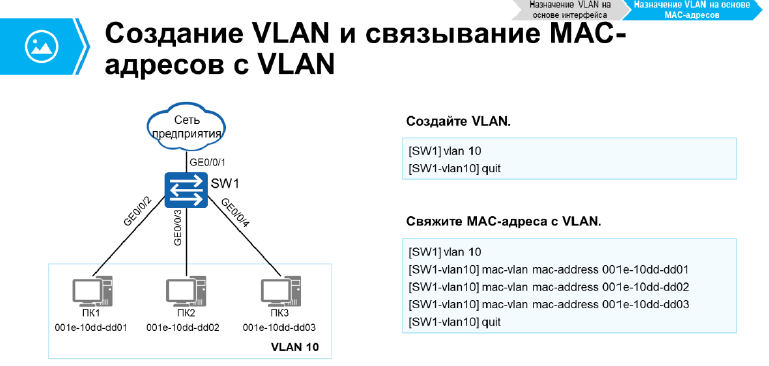 Назначение VLAN на
основе интерфейса
Назначение VLAN на основе
MAC-адресов
Создание VLAN и связывание MAC-
адресов с VLAN
Сеть
предприятия
GE0/0/1
SW1
GE0/0/2
GE0/0/3
GE0/0/4
ПК1
ПК2
ПК3
001e-10dd-dd01
001e-10dd-dd02
001e-10dd-dd03
VLAN 10
Создайте VLAN.
[SW1] vlan 10
[SW1-vlan10] quit
Свяжите MAC-адреса с VLAN.
[SW1] vlan 10
[SW1-vlan10] mac-vlan mac-address 001e-10dd-dd01
[SW1-vlan10] mac-vlan mac-address 001e-10dd-dd02
[SW1-vlan10] mac-vlan mac-address 001e-10dd-dd03
[SW1-vlan10] quit